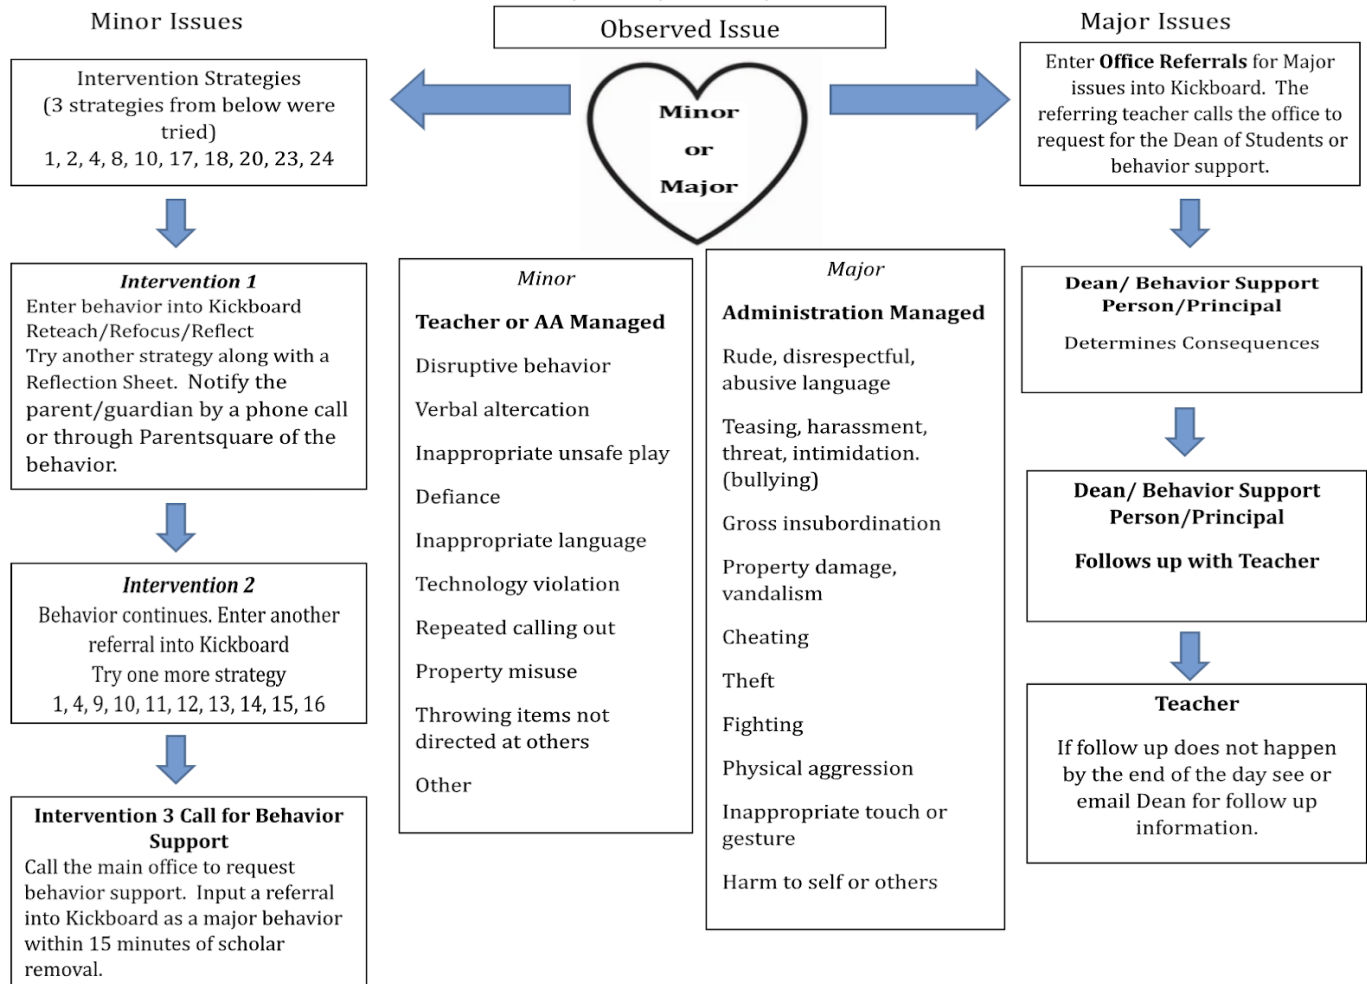 Minor Issues
Observed Issue
Major Issues
Intervention Strategies
(3 strategies from below were
tried)
1, 2, 4, 8, 10, 17, 18, 20, 23, 24
Intervention 1
Enter behavior into Kickboard
Reteach/Refocus/Reflect
Try another strategy along with a
Reflection Sheet. Notify the
parent/guardian by a phone call
or through Parentsquare of the
behavior.
Intervention 2
Behavior continues. Enter another
referral into Kickboard
Try one more strategy
1, 4, 9, 10, 11, 12, 13, 14, 15, 16
Intervention 3 Call for Behavior
Support
Call the main office to request
behavior support. Input a referral
into Kickboard as a major behavior
within 15 minutes of scholar
removal.
Minor
or
Major
Minor
Teacher or AA Managed
Disruptive behavior
Verbal altercation
Inappropriate unsafe play
Defiance
Inappropriate language
Technology violation
Repeated calling out
Property misuse
Throwing items not
directed at others
Other
Major
Administration Managed
Rude, disrespectful,
abusive language
Teasing, harassment,
threat, intimidation.
(bullying)
Gross insubordination
Property damage,
vandalism
Cheating
Theft
Fighting
Physical aggression
Inappropriate touch or
gesture
Harm to self or others
Enter Office Referrals for Major
issues into Kickboard. The
referring teacher calls the office to
request for the Dean of Students or
behavior support.
Dean/ Behavior Support
Person/Principal
Determines Consequences
Dean/ Behavior Support
Person/Principal
Follows up with Teacher
Teacher
If follow up does not happen
by the end of the day see or
email Dean for follow up
information.